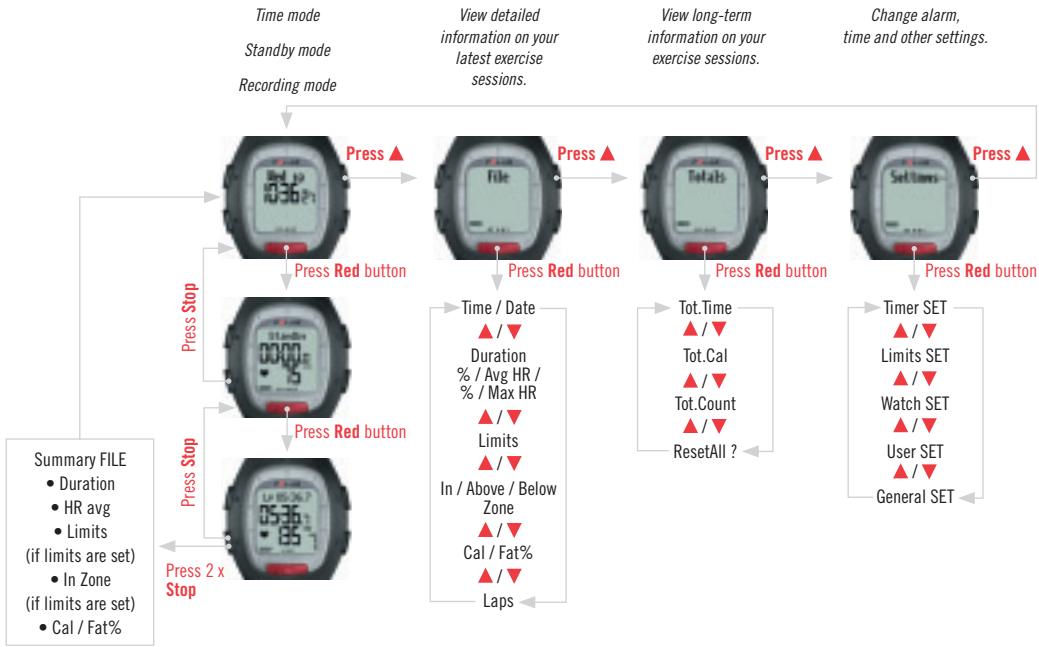 Time mode
Standby mode
Recording mode
View detailed
information on your
latest exercise
sessions.
View long-term
information on your
exercise sessions.
Change alarm,
time and other settings.
Press ▲
Press ▲
Press ▲
Press ▲
File
Totals
Settings
Press Red button
Press Red button
Press Red button
Press Red button
Press Stop
Press Red button
Press Stop
Press 2 x
Stop
Summary FILE
• Duration
• HR avg
• Limits
(if limits are set)
• In Zone
(if limits are set)
• Cal / Fat%
Time / Date
▲ / ▼
Duration
% / Avg HR /
% / Max HR
▲ / ▼
Limits
▲ / ▼
In / Above / Below
Zone
▲ / ▼
Cal / Fat%
▲ / ▼
Laps
Tot.Time
▲ / ▼
Tot.Cal
▲ / ▼
Tot.Count
▲ / ▼
ResetAll ?
Timer SET
▲ / ▼
Limits SET
▲ / ▼
Watch SET
▲ / ▼
User SET
▲ / ▼
General SET